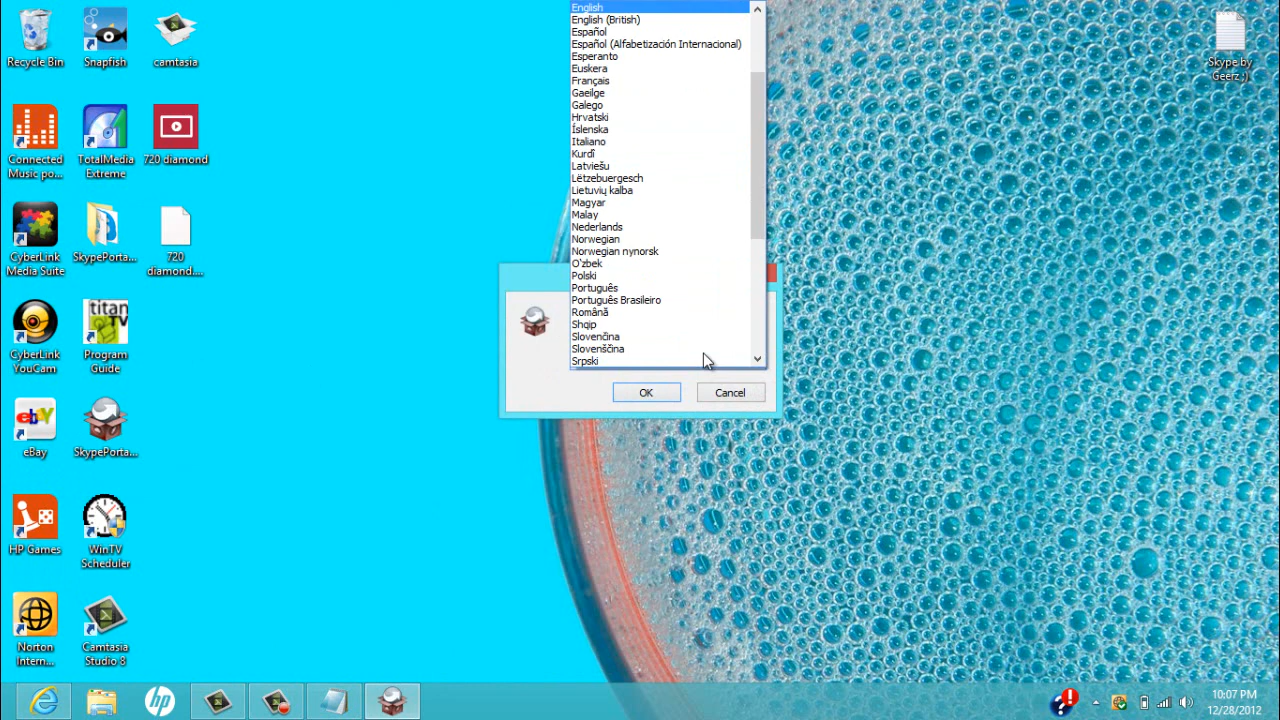 Recycle Bin
Snapfish
camtasia
Connected
Music po...
TotalMedia
Extreme
720 diamond
CyberLink
Media Suite
SkypePorta...
720
diamond....
CyberLink
YouCam
titan
TV
Program
Guide
ebY
eBay
SkypePorta...
HP Games
WinTV
Scheduler
Norton
Intern...
Camtasia
Studio 8
English
English (British)
Español
Español (Alfabetización Internacional)
Esperanto
Euskera
Français
Gaeilge
Galego
Hrvatski
Íslenska
Italiano
Kurdî
Latviešu
Lëtzebuergesch
Lietuvių kalba
Magyar
Malay
Nederlands
Norwegian
Norwegian nynorsk
O'zbek
Polski
Português
Português Brasileiro
Română
Shqip
Slovenčina
Slovenščina
Srpski
OK
Cancel
Skype by
Geerz ;)
hp
10:07 PM
12/28/2012